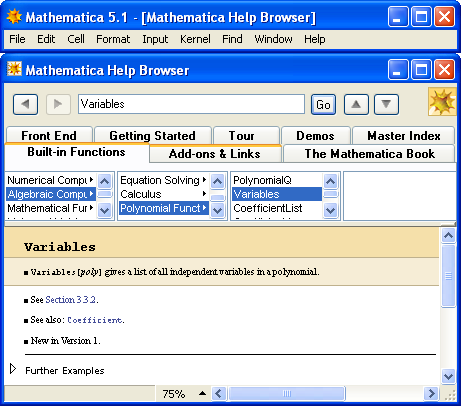 Mathematica 5.1 - [Mathematica Help Browser]
File Edit Cell Format Input Kernel Find Window Help
Mathematica Help Browser
Variables Go
Front End Getting Started Tour Demos Master Index
Built-in Functions Add-ons & Links The Mathematica Book
Numerical Compu Equation Solving PolynomialQ
Algebraic Compu Calculus Variables
Mathematical Fur Polynomial Funct CoefficientList
Variables
Variables[poly] gives a list of all independent variables in a polynomial.
See Section 3.3.2.
See also: Coefficient.
New in Version 1.
Further Examples
75%